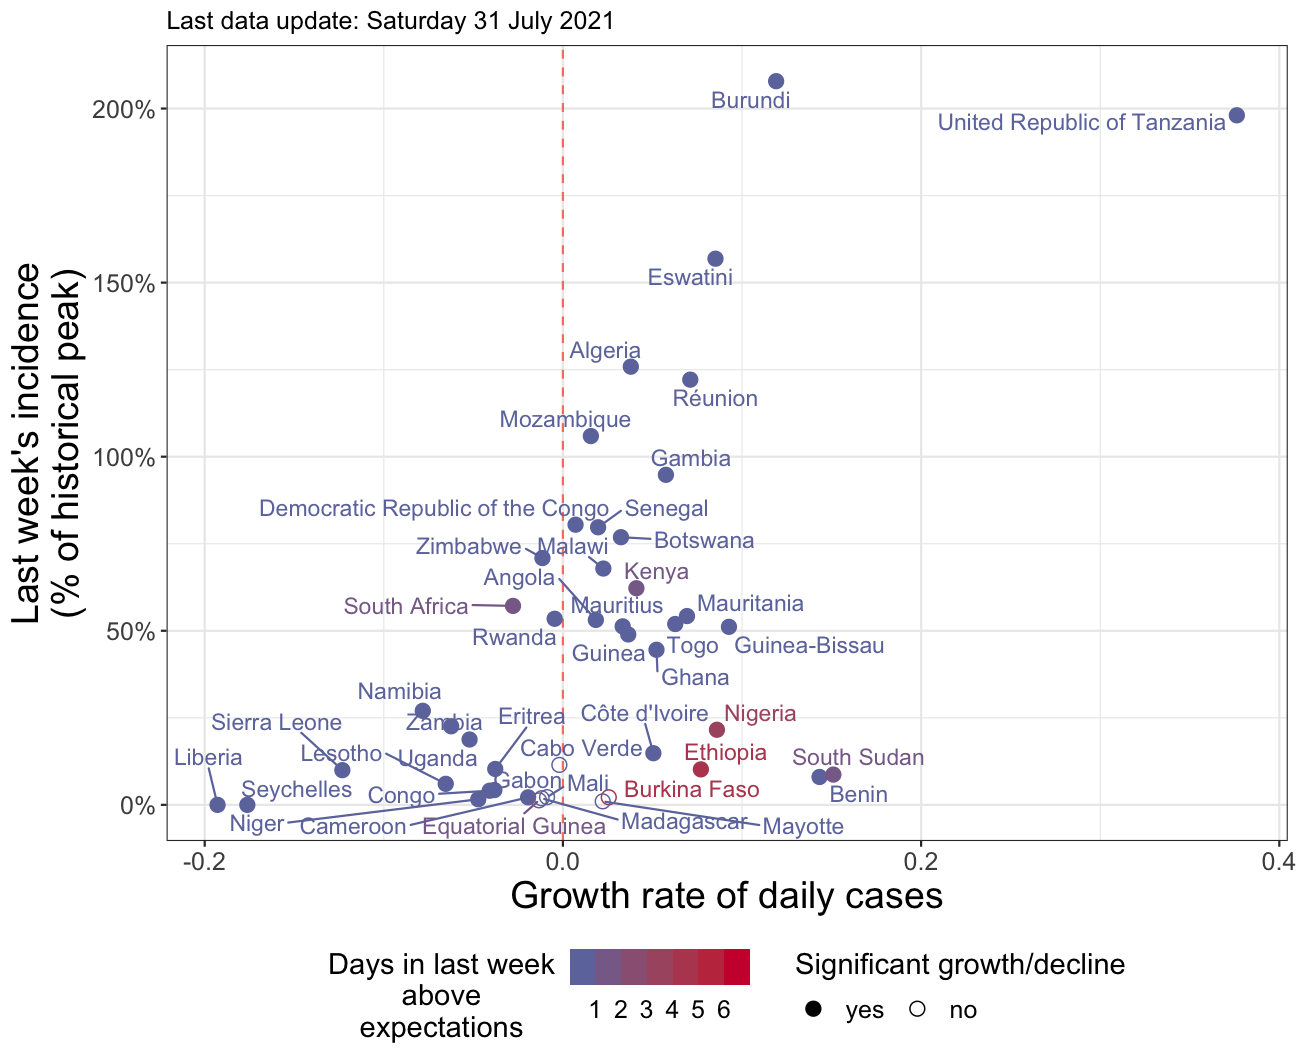 Last data update: Saturday 31 July 2021
Last week's incidence
(% of historical peak)
200%
150%
100%
50%
0%
Burundi
United Republic of Tanzania
Eswatini
Algeria
Réunion
Mozambique
Gambia
Democratic Republic of the Congo
Senegal
Botswana
Zimbabwe
Malawi
Angola
Kenya
South Africa
Mauritius
Mauritania
Rwanda
Guinea
Togo
Guinea-Bissau
Ghana
Namibia
Sierra Leone
Zambia
Eritrea
Côte d'Ivoire
Nigeria
Liberia
Lesotho
Uganda
Cabo Verde
Ethiopia
South Sudan
Seychelles
Congo
Gabon
Mali
Burkina Faso
Benin
Niger
Cameroon
Equatorial Guinea
Madagascar
Mayotte
-0.2
0.0
0.2
0.4
Growth rate of daily cases
Days in last week
above
expectations
1 2 3 4 5 6
Significant growth/decline
yes
no